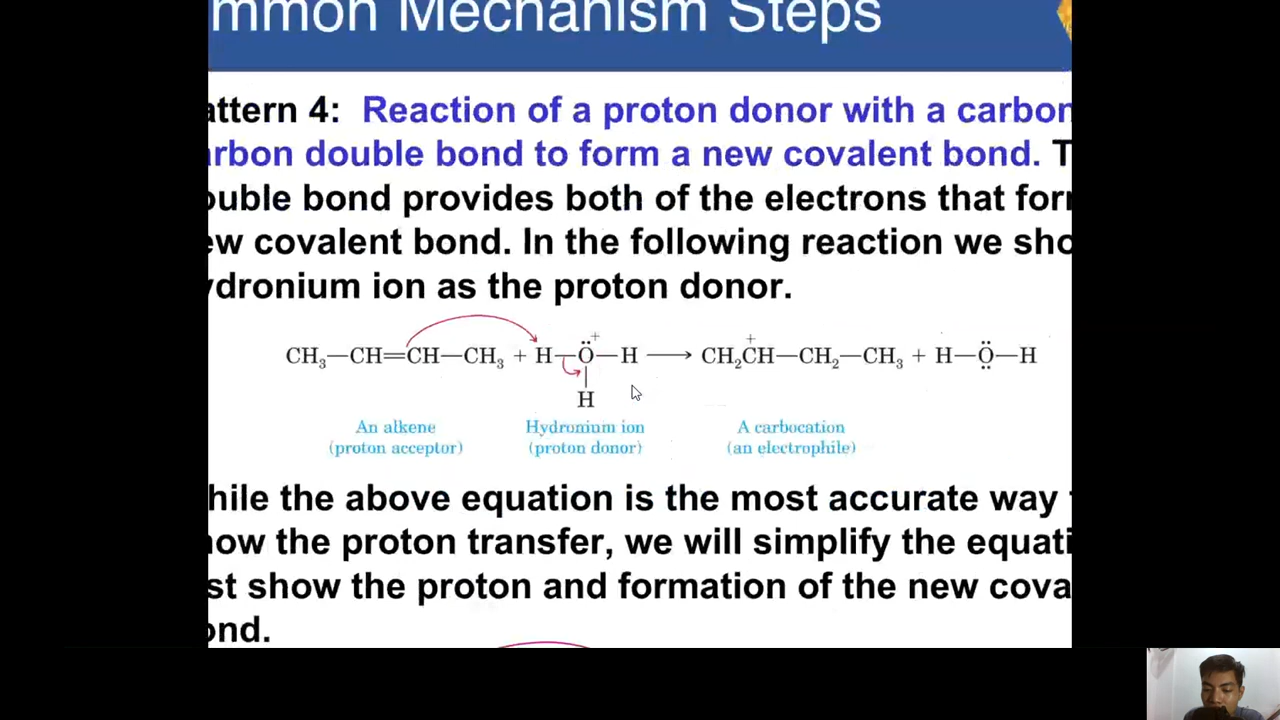 mmon Mechanism Steps
attern 4: Reaction of a proton donor with a carbon
arbon double bond to form a new covalent bond. T
ouble bond provides both of the electrons that for
ew covalent bond. In the following reaction we sho
ydronium ion as the proton donor.
CH₃—CH=CH—CH₃ + H—Ö⁺—H ⟶ CH₂C⁺H—CH₂—CH₃ + H—Ö—H
H
An alkene Hydronium ion A carbocation
(proton acceptor) (proton donor) (an electrophile)
hile the above equation is the most accurate way
how the proton transfer, we will simplify the equati
st show the proton and formation of the new cova
ond.